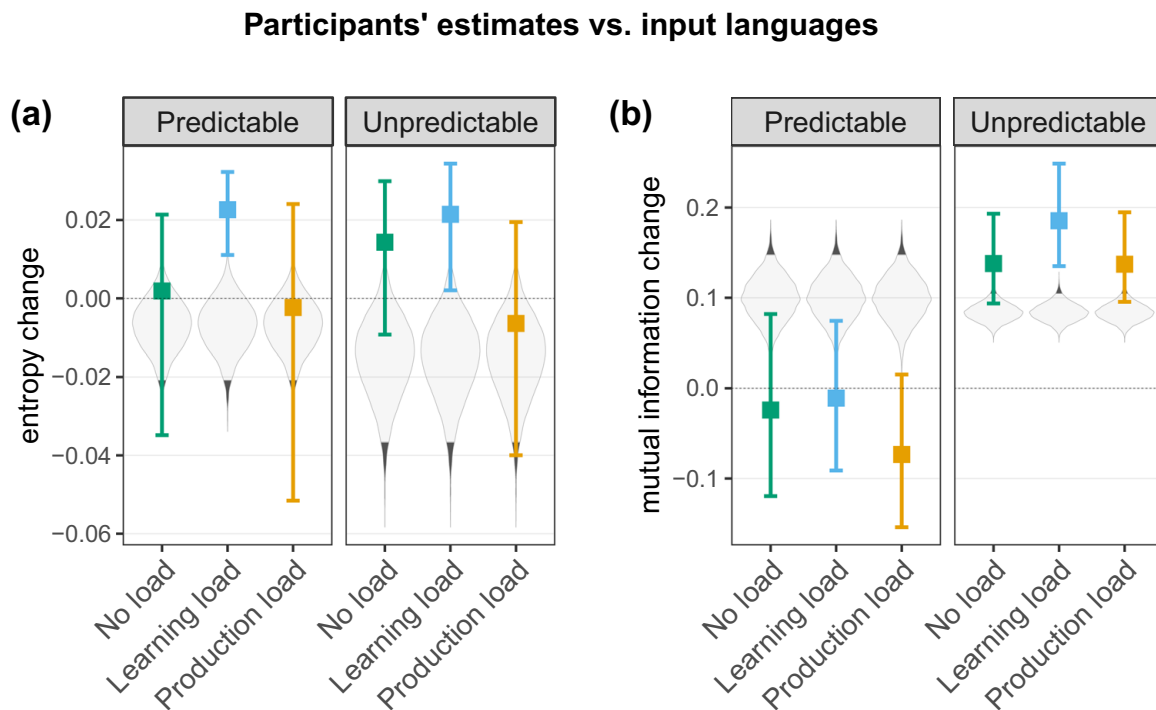 Participants' estimates vs. input languages
(a)
Predictable
Unpredictable
entropy change
0.02
0.00
−0.02
−0.04
−0.06
No load
Learning load
Production load
No load
Learning load
Production load
(b)
Predictable
Unpredictable
mutual information change
0.2
0.1
0.0
−0.1
No load
Learning load
Production load
No load
Learning load
Production load